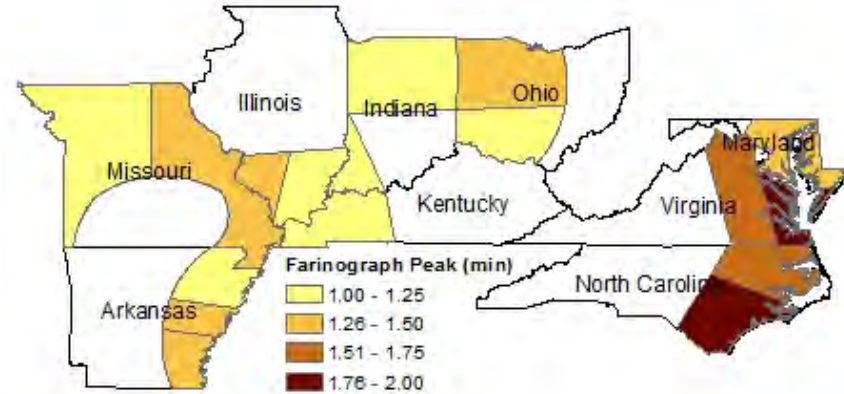 Illinois
Indiana
Ohio
Maryland
Missouri
Kentucky
Virginia
Farinograph Peak (min)
North Carolin
Arkansas
1.00 - 1.25
1.26 - 1.50
1.51 - 1.75
1.76 - 2.00